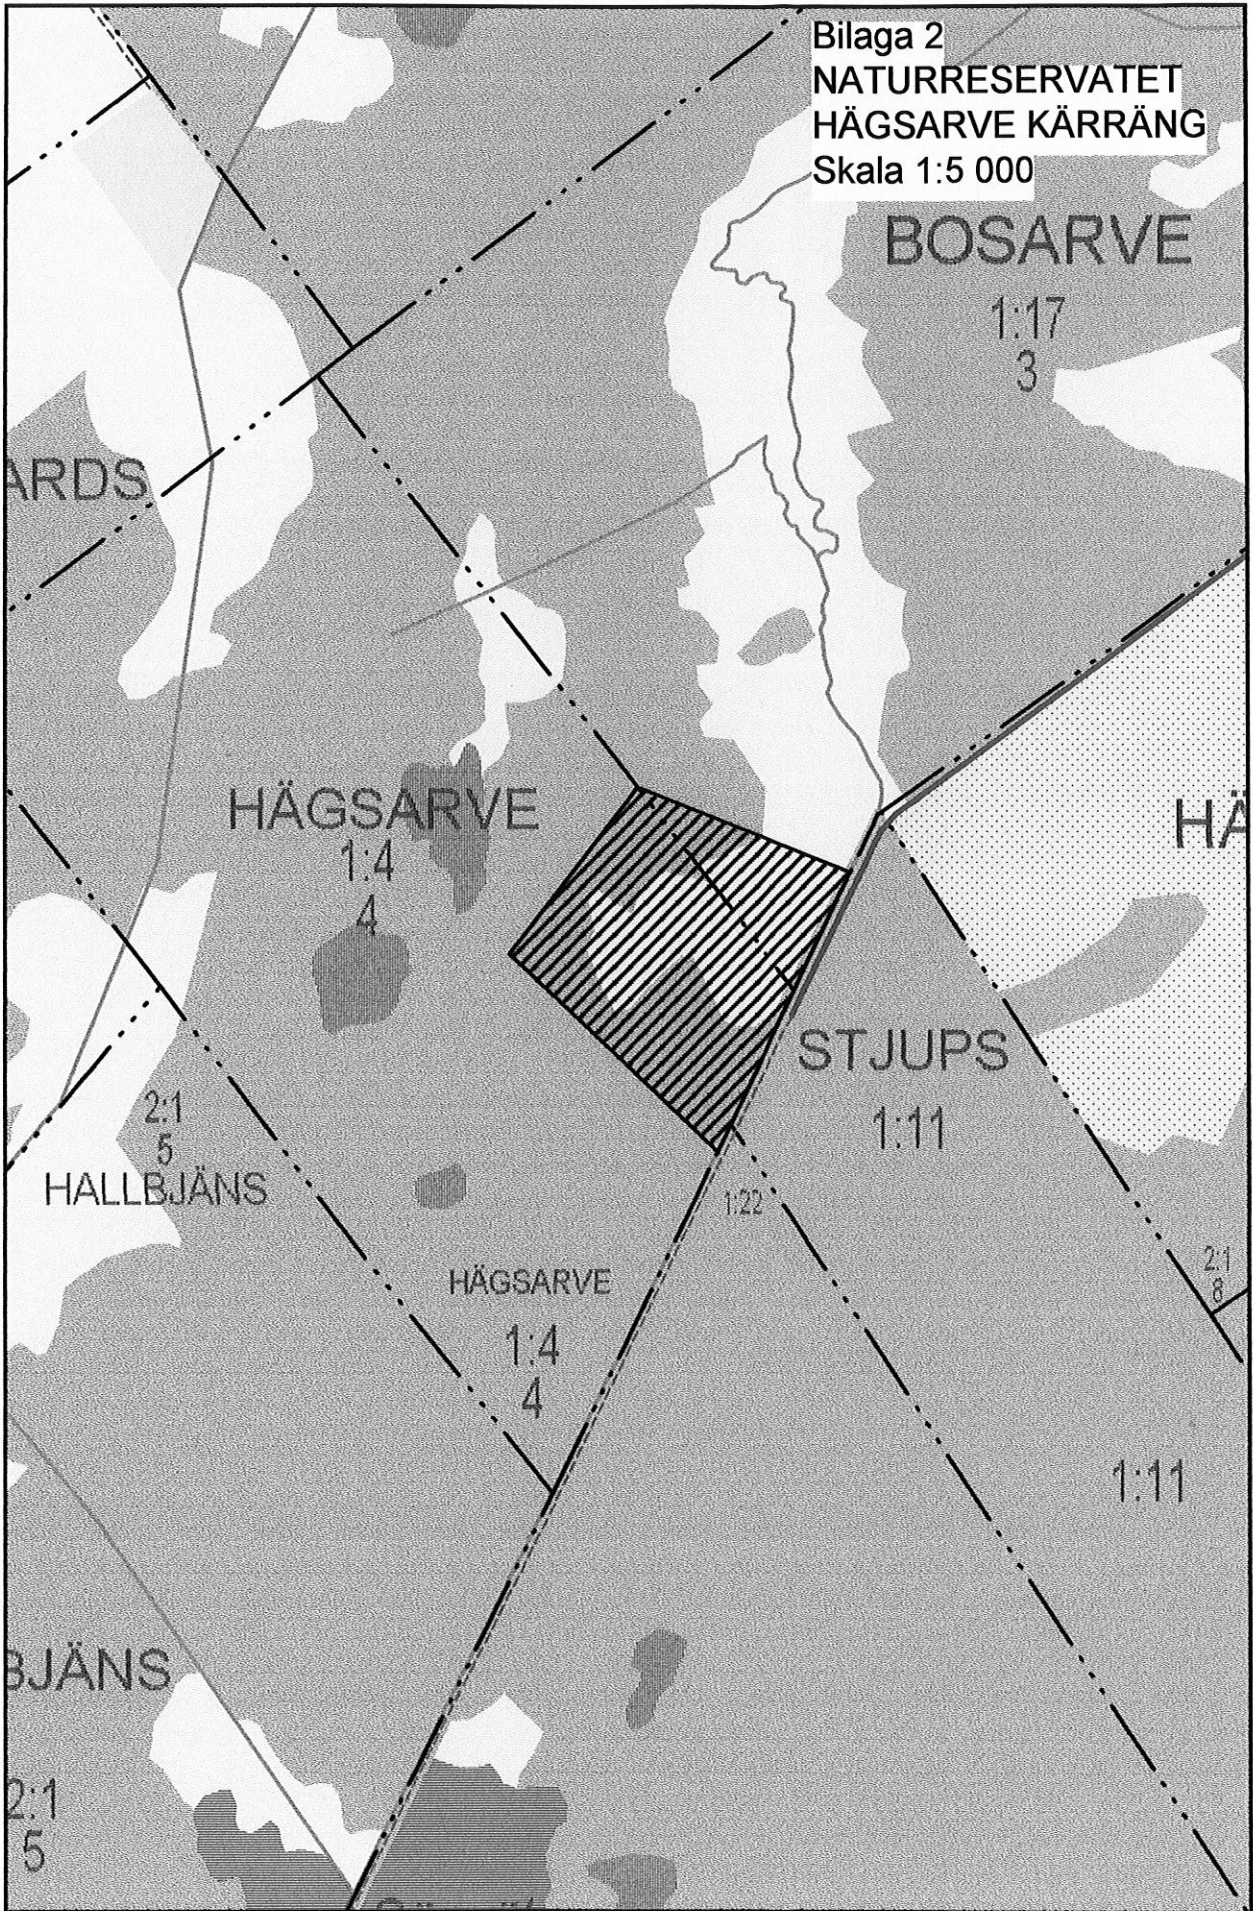 Bilaga 2
NATURRESERVATET
HÄGSARVE KÄRRÄNG
Skala 1:5 000
BOSARVE
1:17
3
ARDS
HÄGSARVE
1:4
4
HÄ
STJUPS
1:11
2:1
5
HALLBJÄNS
1:22
HÄGSARVE
1:4
4
2:1
8
1:11
BJÄNS
2:1
5